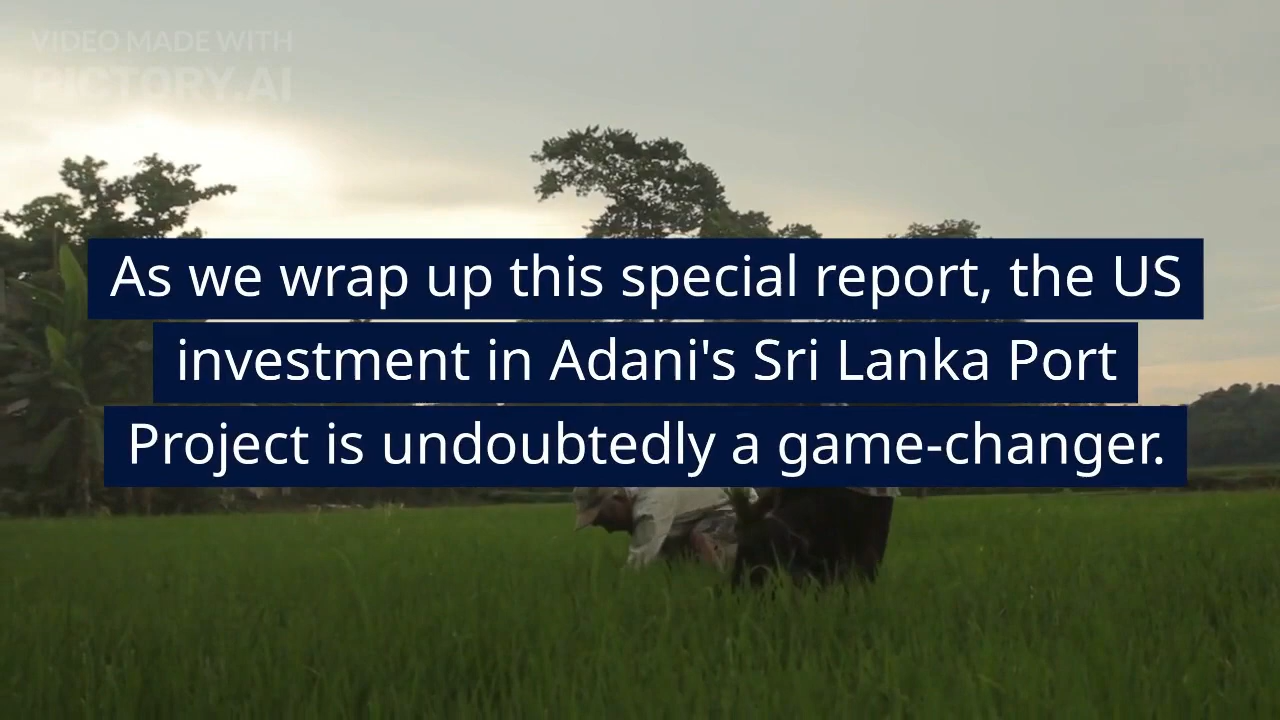 VIDEO MADE WITH
PICTORY.AI
As we wrap up this special report, the US
investment in Adani's Sri Lanka Port
Project is undoubtedly a game-changer.